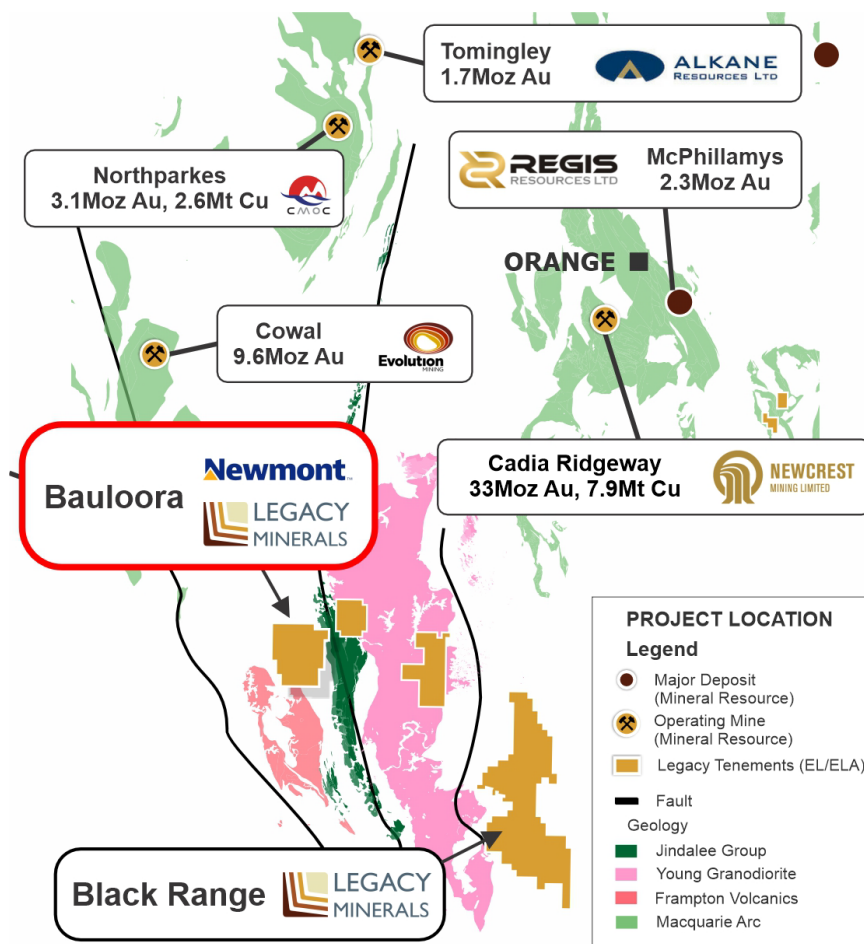 Tomingley
1.7Moz Au
ALKANE
RESOURCES LTD
Northparkes
3.1Moz Au, 2.6Mt Cu
CMOC
REGIS
RESOURCES LTD
McPhillamys
2.3Moz Au
ORANGE
Cowal
9.6Moz Au
Evolution
MINING
Bauloora
Newmont™
LEGACY
MINERALS
Cadia Ridgeway
33Moz Au, 7.9Mt Cu
NEWCREST
MINING LIMITED
Black Range
LEGACY
MINERALS
PROJECT LOCATION
Legend
Major Deposit
(Mineral Resource)
Operating Mine
(Mineral Resource)
Legacy Tenements (EL/ELA)
Fault
Geology
Jindalee Group
Young Granodiorite
Frampton Volcanics
Macquarie Arc